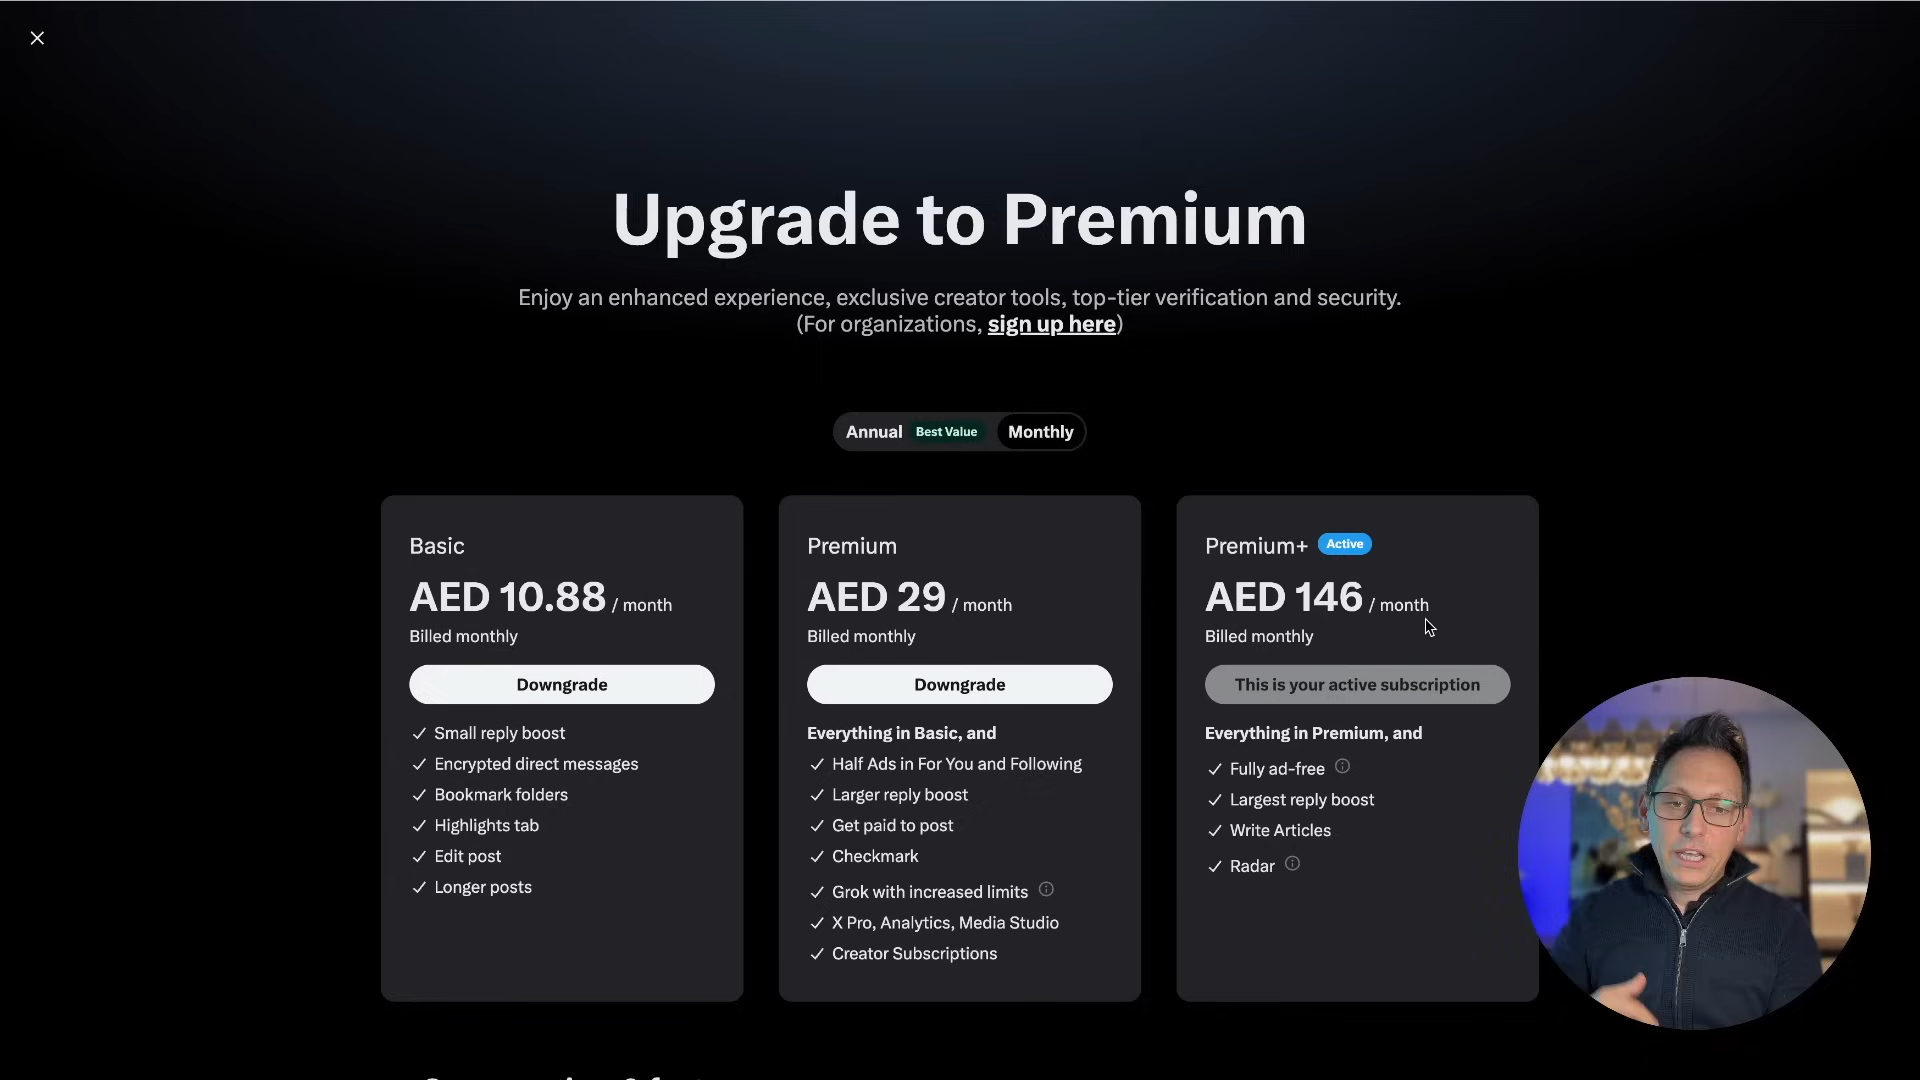 Upgrade to Premium
Enjoy an enhanced experience, exclusive creator tools, top-tier verification and security.
(For organizations, sign up here)
Annual Best Value Monthly
Basic
AED 10.88 / month
Billed monthly
Downgrade
Small reply boost
Encrypted direct messages
Bookmark folders
Highlights tab
Edit post
Longer posts
Premium
AED 29 / month
Billed monthly
Downgrade
Everything in Basic, and
Half Ads in For You and Following
Larger reply boost
Get paid to post
Checkmark
Grok with increased limits
X Pro, Analytics, Media Studio
Creator Subscriptions
Premium+ Active
AED 146 / month
Billed monthly
This is your active subscription
Everything in Premium, and
Fully ad-free
Largest reply boost
Write Articles
Radar